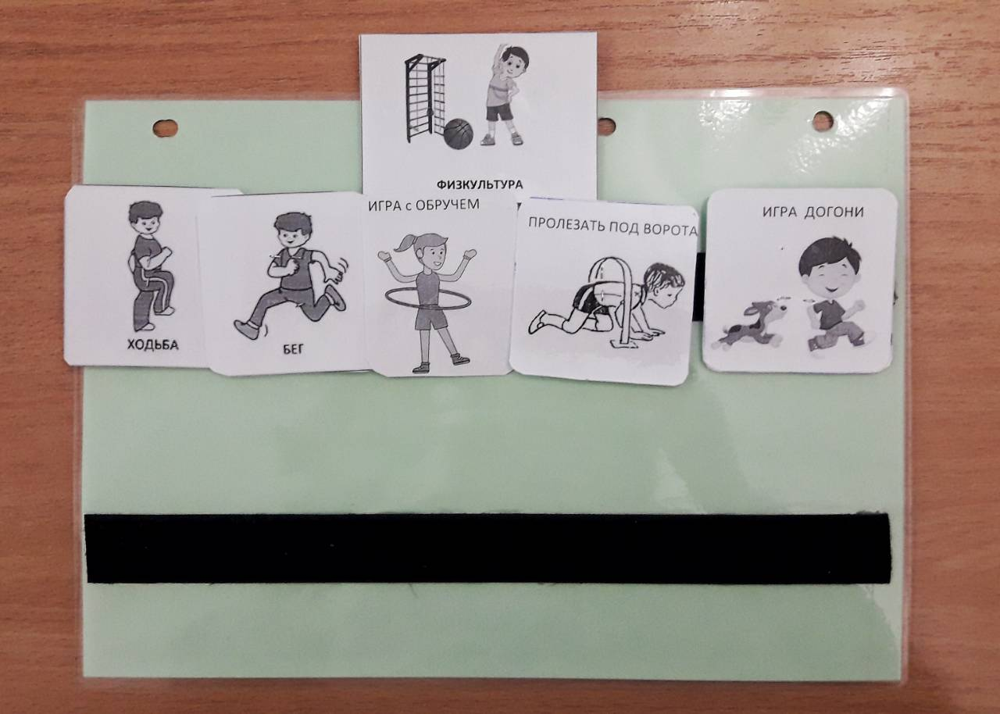 ФИЗКУЛЬТУРА
ХОДЬБА
БЕГ
ИГРА с ОБРУЧЕМ
ПРОЛЕЗАТЬ ПОД ВОРОТА
ИГРА ДОГОНИ